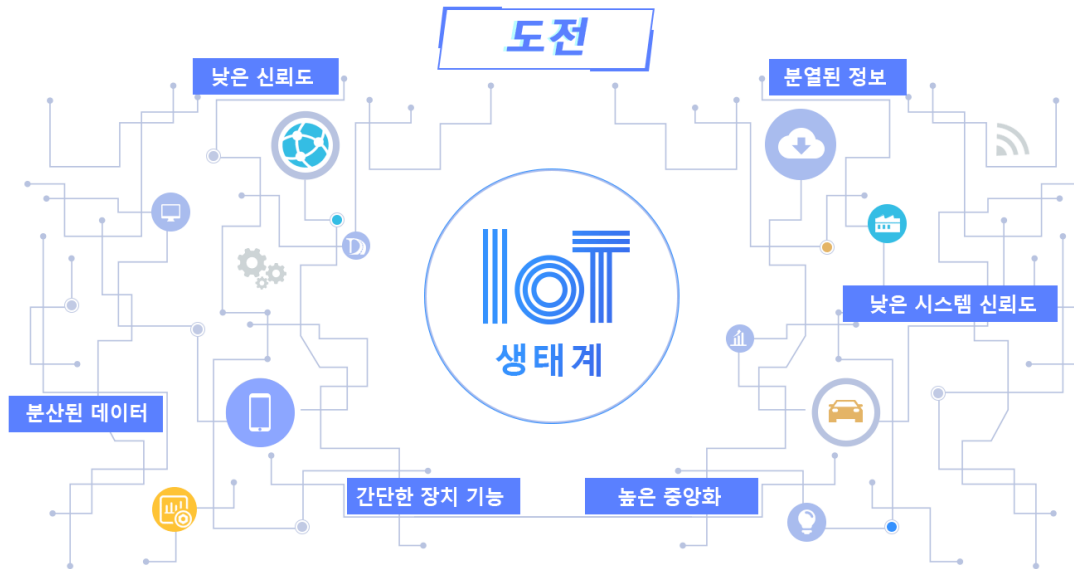 도전
낮은 신뢰도
분열된 정보
IoT
생태계
낮은 시스템 신뢰도
분산된 데이터
간단한 장치 기능
높은 중앙화